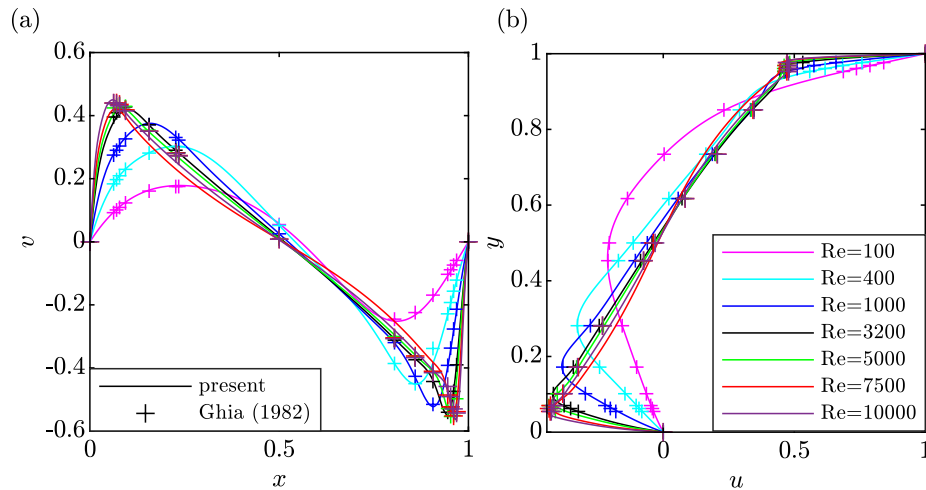 (a)
(b)
0.6
0.4
0.2
0
-0.2
-0.4
-0.6
v
0
0.5
1
x
present
Ghia (1982)
1
0.8
0.6
0.4
0.2
0
y
0
0.5
1
u
Re=100
Re=400
Re=1000
Re=3200
Re=5000
Re=7500
Re=10000